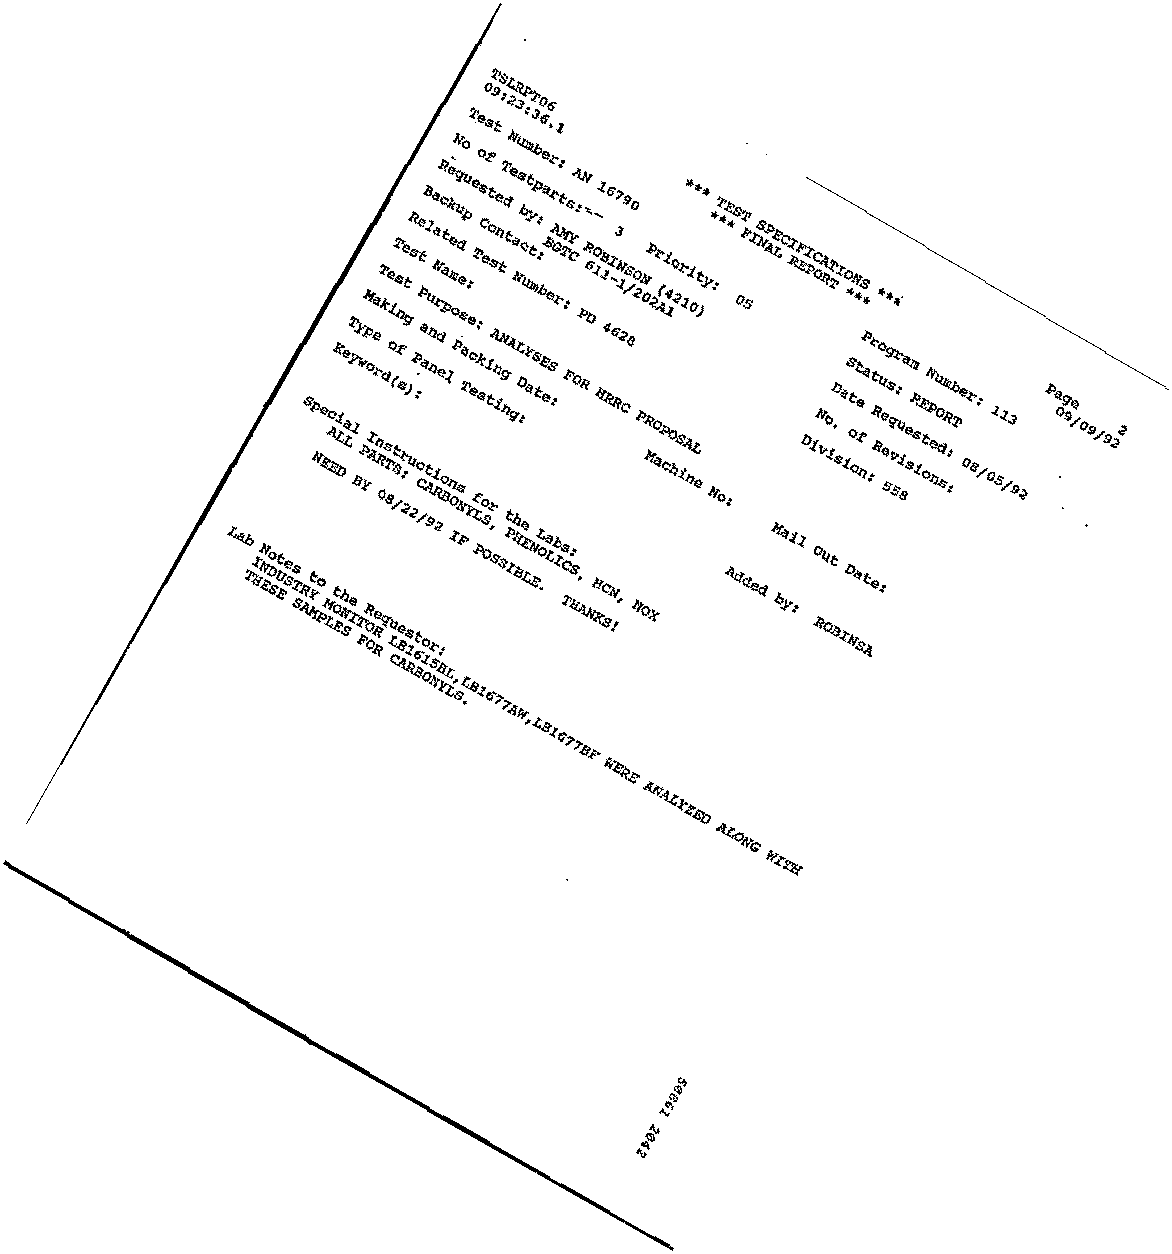 TSLRPT06 *** TEST SPECIFICATIONS *** Page 2
09:23:36.1 *** FINAL REPORT *** 09/09/92
Test Number: AN 16790 Program Number: 113
No of Testparts:-- 3 Priority: 05 Status: REPORT
Requested by: AMY ROBINSON (4210) Date Requested: 08/05/92
BGTC 611-1/202A1 No. of Revisions:
Backup Contact: Division: 558
Related Test Number: PD 4628
Test Name:
Test Purpose: ANALYSES FOR HRRC PROPOSAL
Making and Packing Date: Machine No: Mail Out Date:
Type of Panel Testing:
Keyword(s): Added by: ROBINSA
Special Instructions for the Labs:
ALL PARTS: CARBONYLS, PHENOLICS, HCN, NOX
NEED BY 08/22/92 IF POSSIBLE. THANKS!
Lab Notes to the Requestor:
INDUSTRY MONITOR LB1615BL,LB1677AW,LB1677BF WERE ANALYZED ALONG WITH
THESE SAMPLES FOR CARBONYLS.
50861 2042